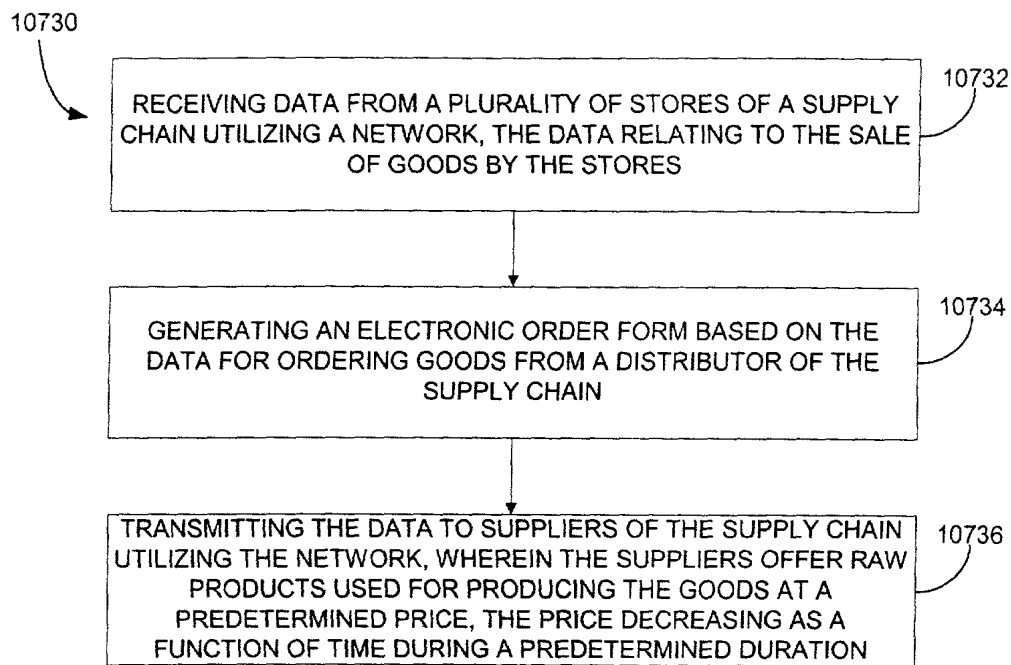 10730
10732
RECEIVING DATA FROM A PLURALITY OF STORES OF A SUPPLY
CHAIN UTILIZING A NETWORK, THE DATA RELATING TO THE SALE
OF GOODS BY THE STORES
10734
GENERATING AN ELECTRONIC ORDER FORM BASED ON THE
DATA FOR ORDERING GOODS FROM A DISTRIBUTOR OF THE
SUPPLY CHAIN
10736
TRANSMITTING THE DATA TO SUPPLIERS OF THE SUPPLY CHAIN
UTILIZING THE NETWORK, WHEREIN THE SUPPLIERS OFFER RAW
PRODUCTS USED FOR PRODUCING THE GOODS AT A
PREDETERMINED PRICE, THE PRICE DECREASING AS A
FUNCTION OF TIME DURING A PREDETERMINED DURATION